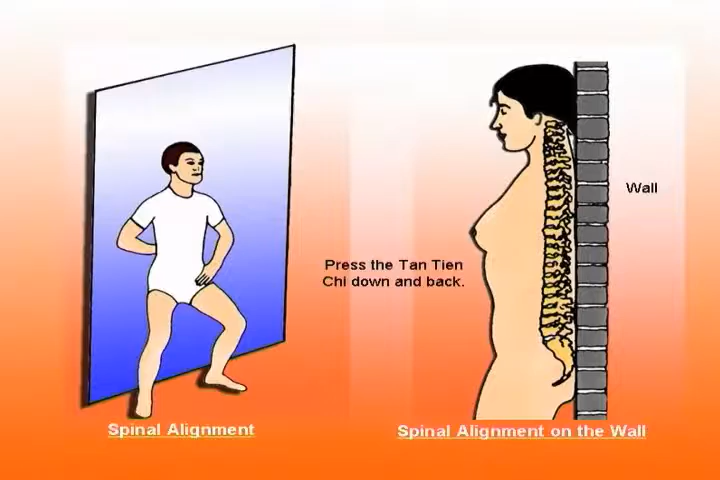 Wall
Press the Tan Tien
Chi down and back.
Spinal Alignment
Spinal Alignment on the Wall